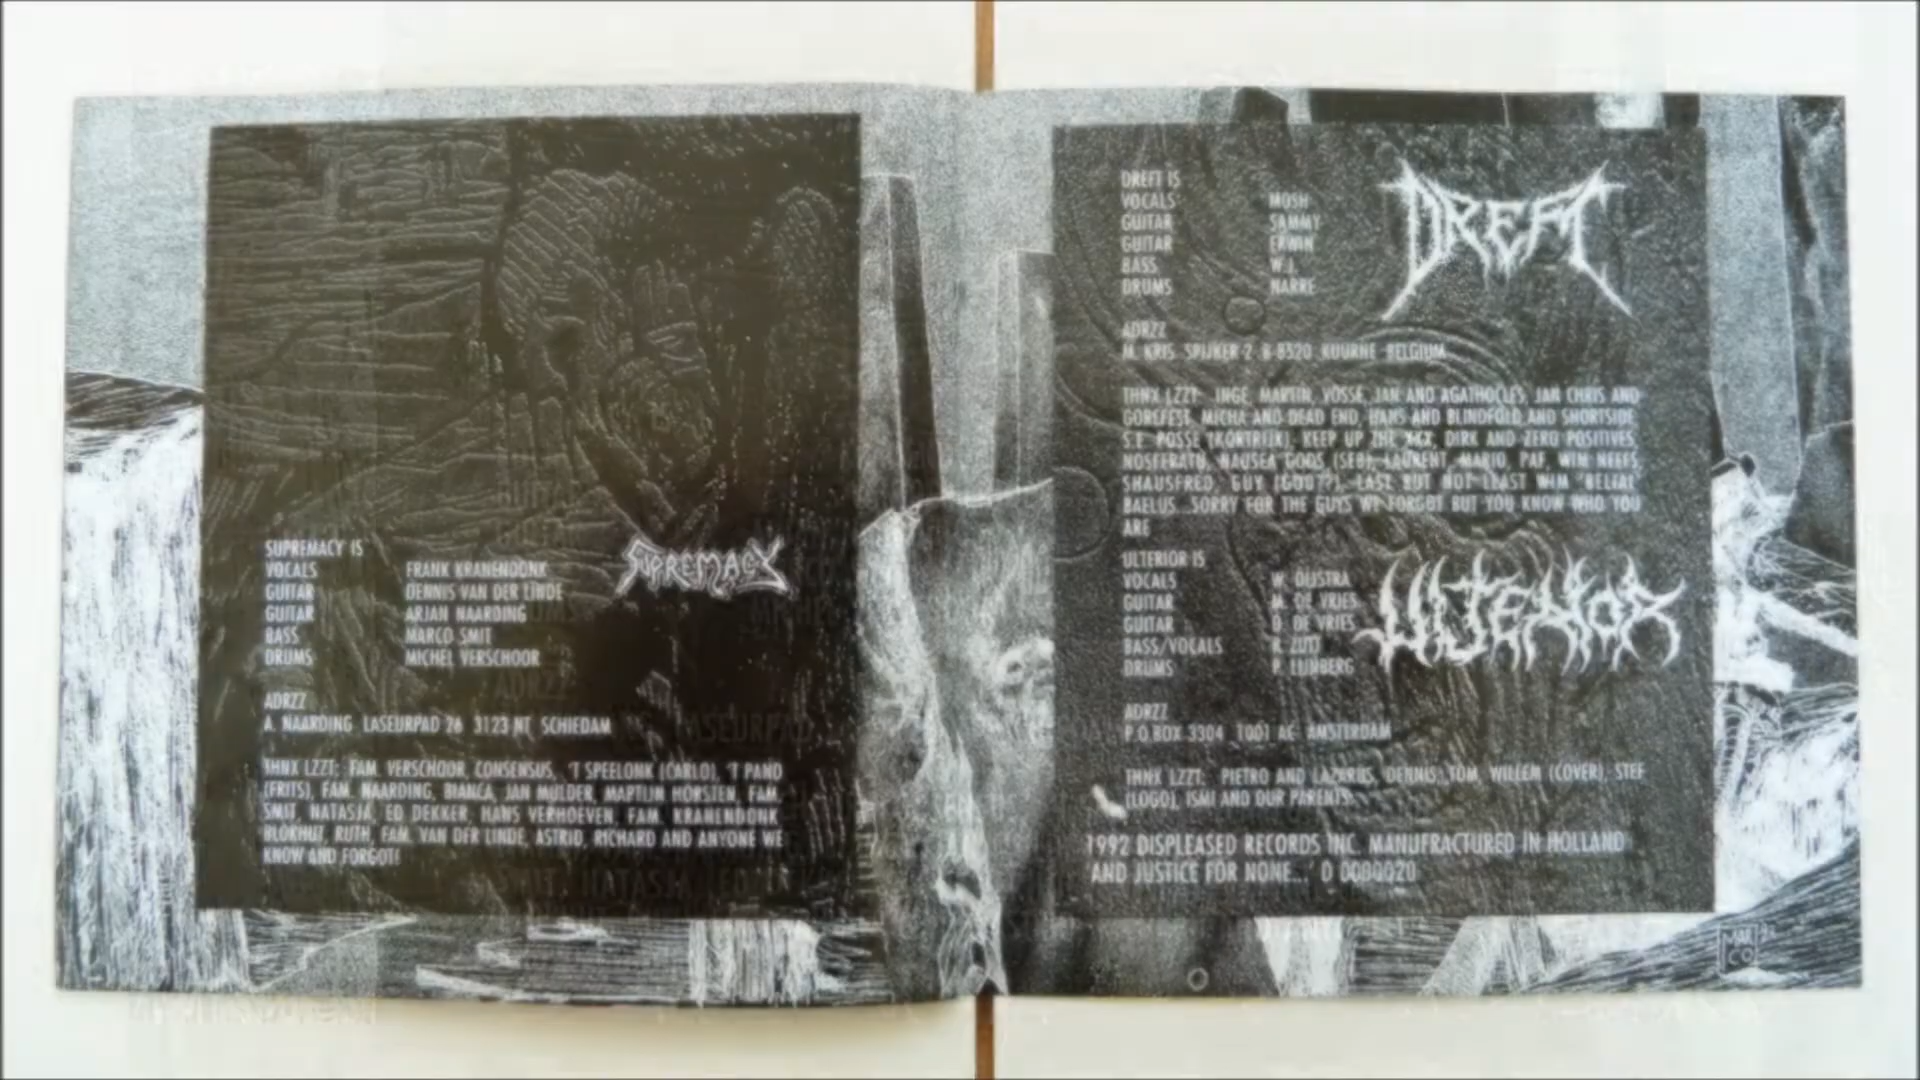 SUPREMACY IS
VOCALS FRANK KRANENDONK
GUITAR DENNIS VAN DER LINDE
GUITAR ARJAN NAARDING
BASS MARCO SMIT
DRUMS MICHEL VERSCHOOR
SUPREMACY
ADRZZ
A. NAARDING LASEURPAD 26 3123 NT SCHIEDAM
THNX LZZT: FAM. VERSCHOOR, CONSENSUS, 'T SPEELONK (CARLO), 'T PAND
(FRITS), FAM. NAARDING, BIANCA, JAN MULDER, MARTIJN HORSTEN, FAM.
SMIT, NATASJA, ED DEKKER, HANS VERHOEVEN, FAM. KRANENDONK
BLOKHUT, RUTH, FAM. VAN DER LINDE, ASTRID, RICHARD AND ANYONE WE
KNOW AND FORGOT!
DREFT IS
VOCALS MOSH
GUITAR SAMMY
GUITAR ERWIN
BASS
DRUMS NARRE
DREFT
ADRZZ
M. KRIS SPIJKER 2 B-8520 KUURNE BELGIUM
THNX LZZT: INGE, MARTIN, VOSSE, JAN AND AGATHOCLES, JAN CHRIS AND
GOREFEST, MICHA AND DEAD END, HANS AND BLINDFOLD AND SHORTSIDE
S.E. POSSE (KORTRIJK), KEEP UP THE DIRK AND ZERO POSITIVES,
NOSFERATU, NAUSEA GODS (SEB), LAURENT, MARIO, PAF, WIM NEEFS
SHAUSFRED, GUY LAST BUT NOT LEAST WIM "BELIAL"
BAELUS. SORRY FOR THE GUYS WE FORGOT BUT YOU KNOW WHO YOU
ARE
ULTERIOR IS
VOCALS W. DIJSTRA
GUITAR M. DE VRIES
GUITAR D. DE VRIES
BASS/VOCALS
DRUMS
ULTERIOR
ADRZZ
P.O.BOX 3304 1001 AC AMSTERDAM
THNX LZZT: PIETRO AND LAZARUS, DENNIS, TOM, WILLEM (COVER), STEF
(LOGO), ISMI AND OUR PARENTS.
1992 DISPLEASED RECORDS INC. MANUFRACTURED IN HOLLAND
AND JUSTICE FOR NONE... D 0000020